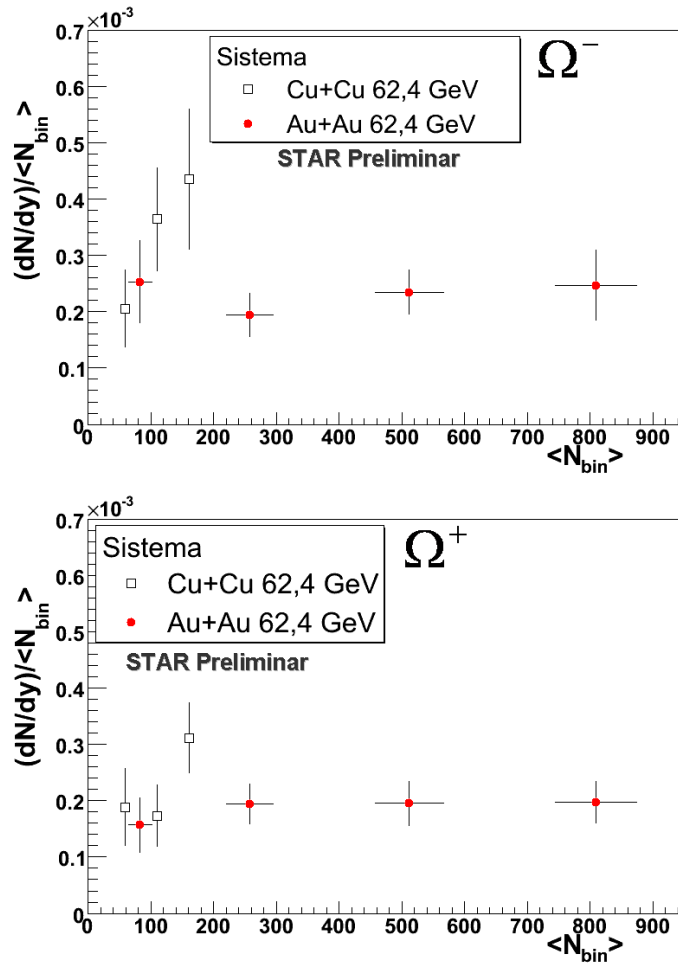 ×10⁻³
0.7
0.6
0.5
0.4
0.3
0.2
0.1
0
(dN/dy)/<N_bin>
Sistema
Cu+Cu 62,4 GeV
Au+Au 62,4 GeV
STAR Preliminar
Ω⁻
0 100 200 300 400 500 600 700 800 900
<N_bin>
×10⁻³
0.7
0.6
0.5
0.4
0.3
0.2
0.1
0
(dN/dy)/<N_bin>
Sistema
Cu+Cu 62,4 GeV
Au+Au 62,4 GeV
STAR Preliminar
Ω⁺
0 100 200 300 400 500 600 700 800 900
<N_bin>